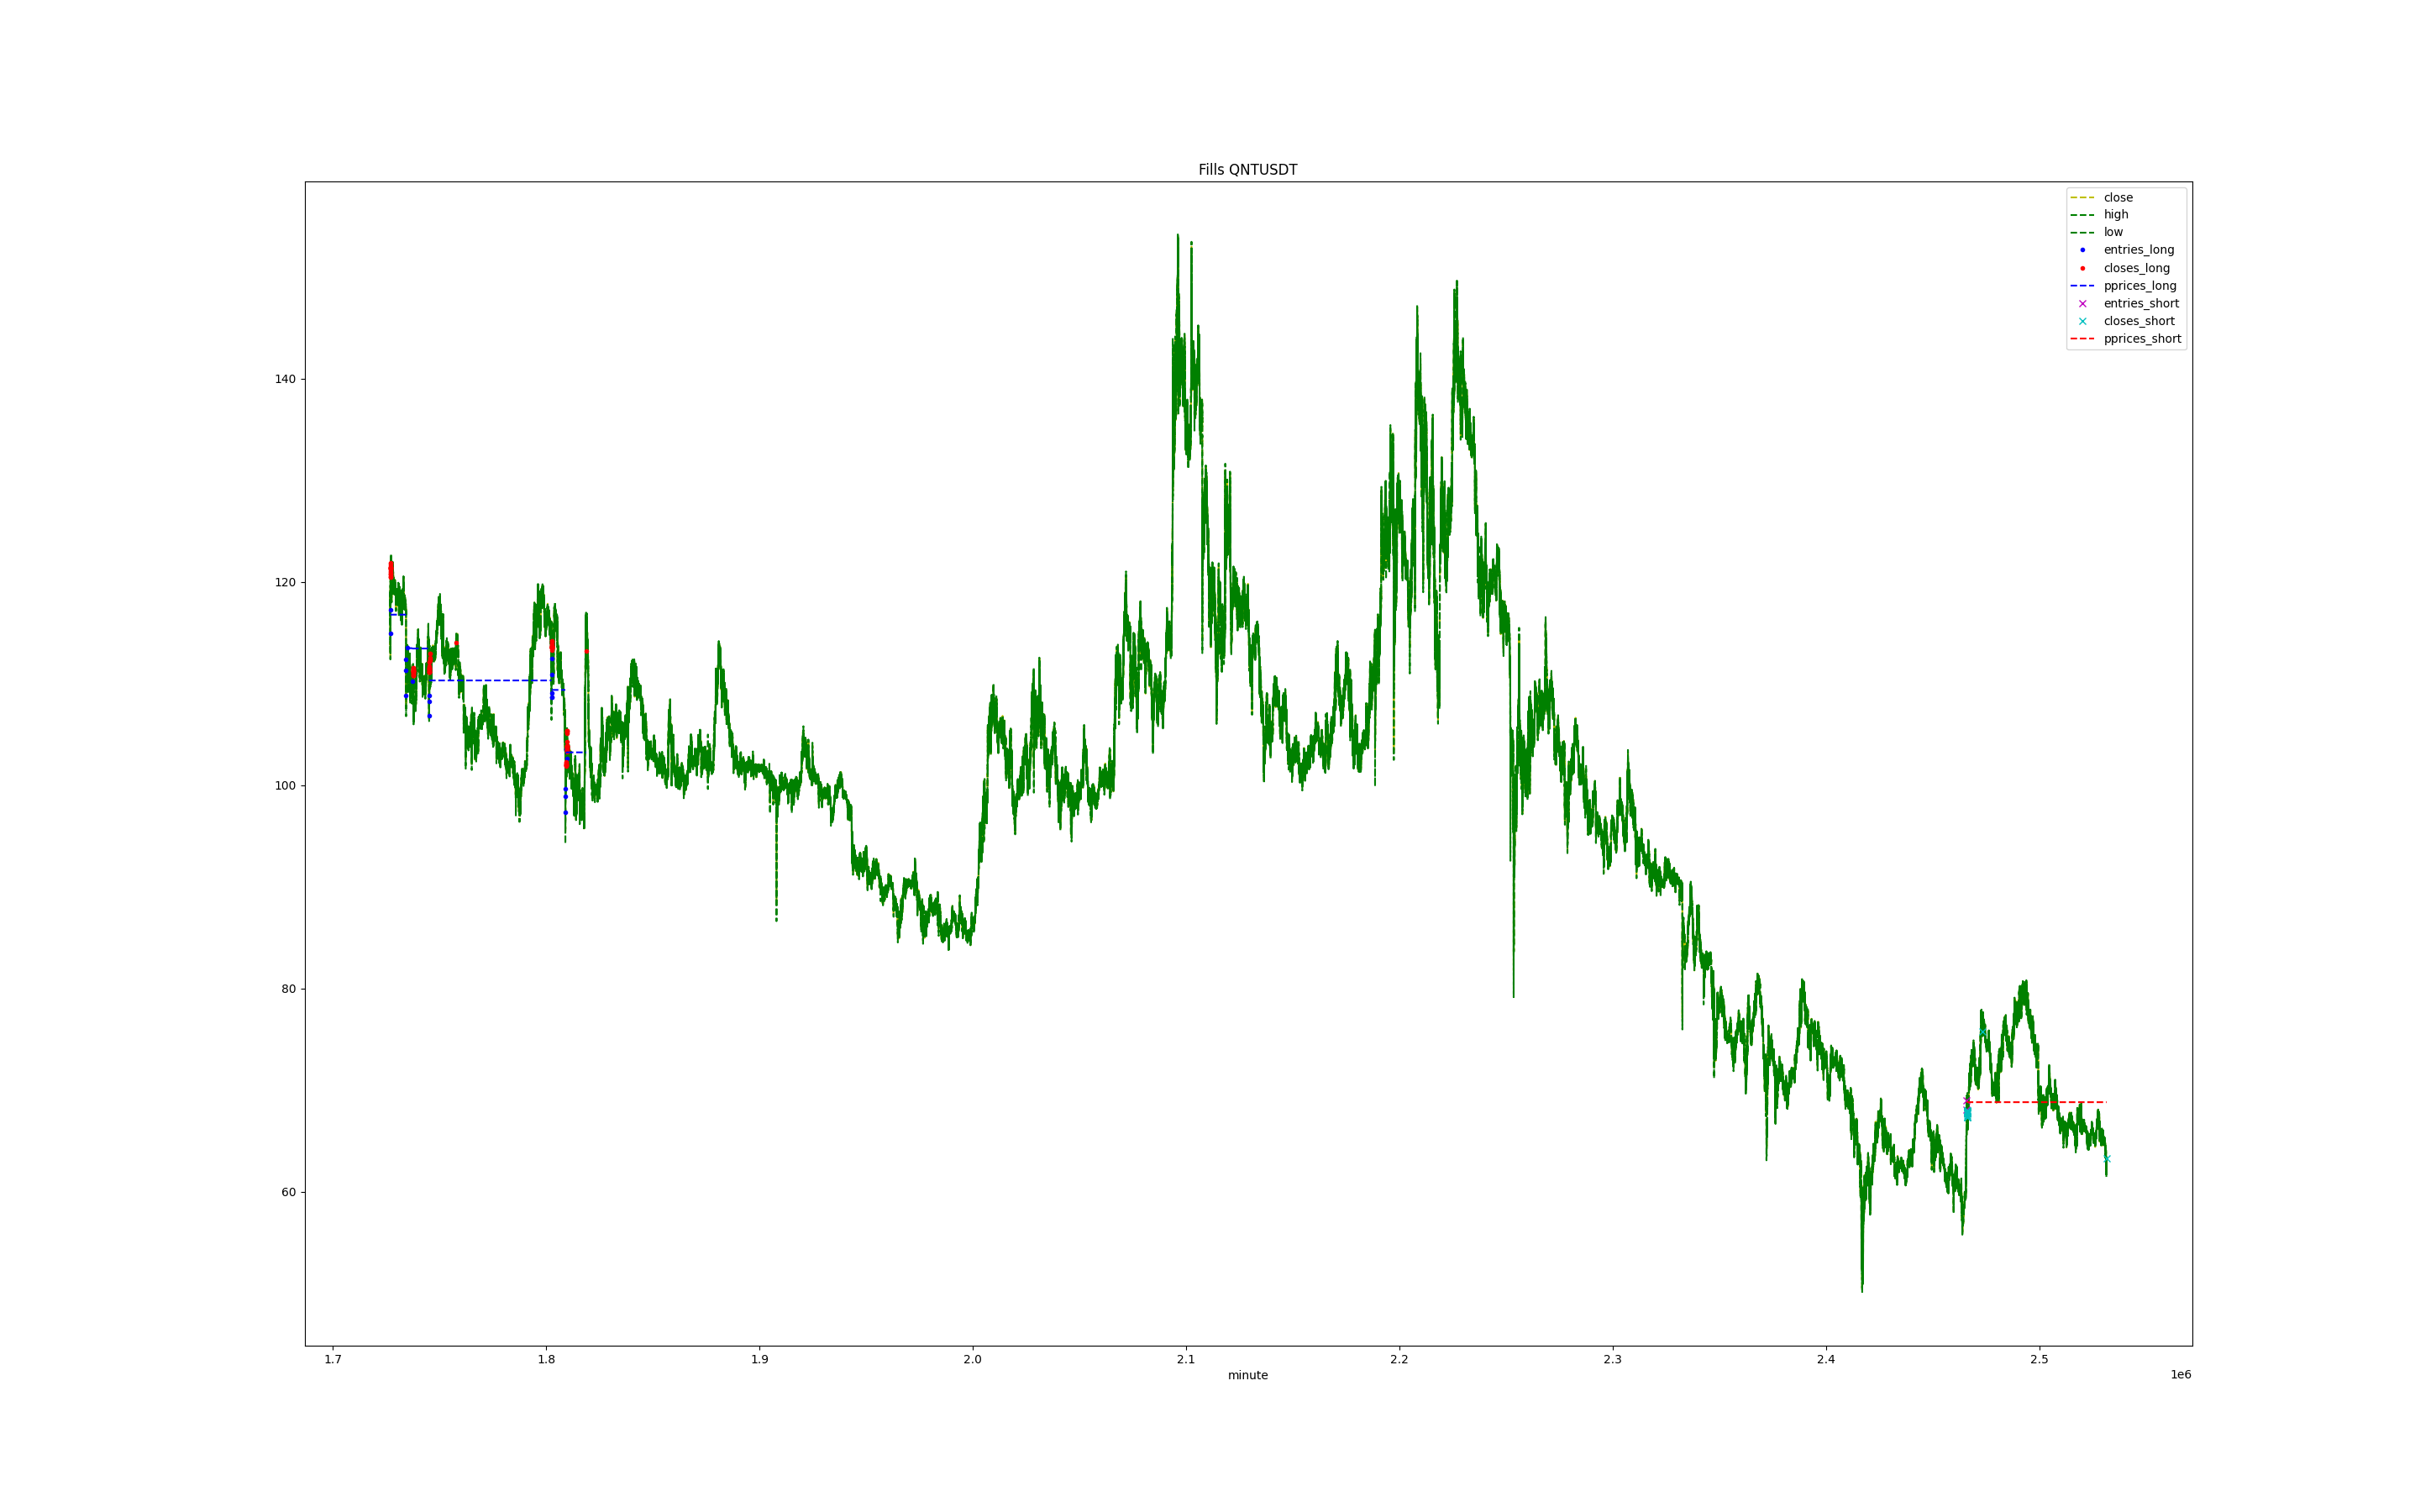 Fills QNTUSDT
close
high
low
entries_long
closes_long
pprices_long
entries_short
closes_short
pprices_short
140
120
100
80
60
1.7 1.8 1.9 2.0 2.1 2.2 2.3 2.4 2.5
minute
1e6